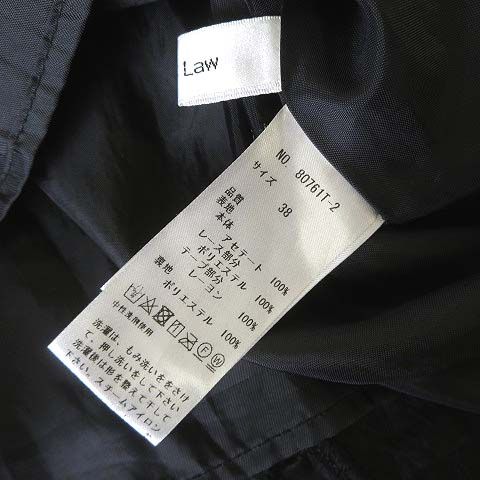 Law
NO. 80761T-2
サイズ 38
品質
表地
本体
アセテート 100%
レース部分
ポリエステル 100%
テープ部分
レーヨン 100%
裏地
ポリエステル 100%
中性洗剤使用
洗濯は、もみ洗いをさけ
て、押し洗いをして下さい
洗濯後は形を整えて干して
下さい。スチームアイロン